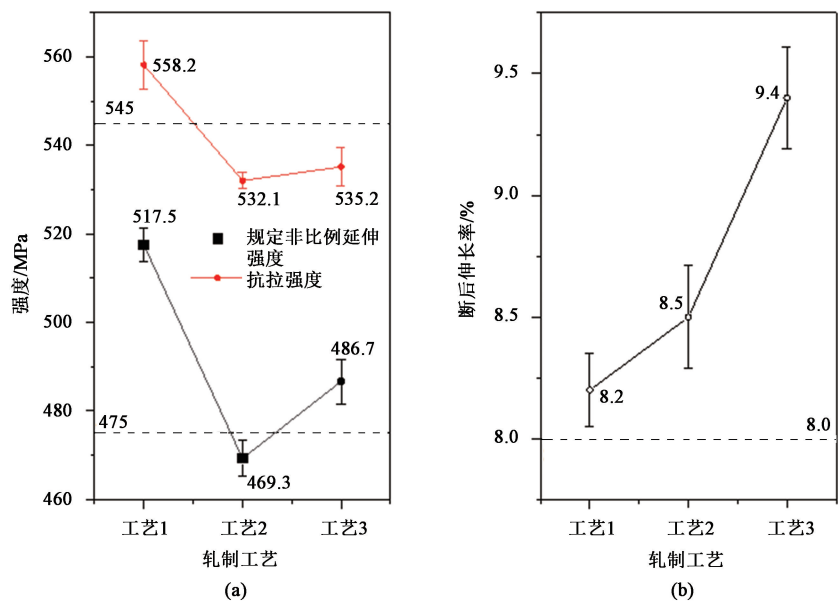 560
540
520
500
480
460
强度/MPa
558.2
545
532.1
535.2
517.5
规定非比例延伸
强度
抗拉强度
486.7
475
469.3
工艺1
工艺2
工艺3
轧制工艺
(a)
9.5
9.0
8.5
8.0
断后伸长率/%
9.4
8.5
8.2
8.0
工艺1
工艺2
工艺3
轧制工艺
(b)